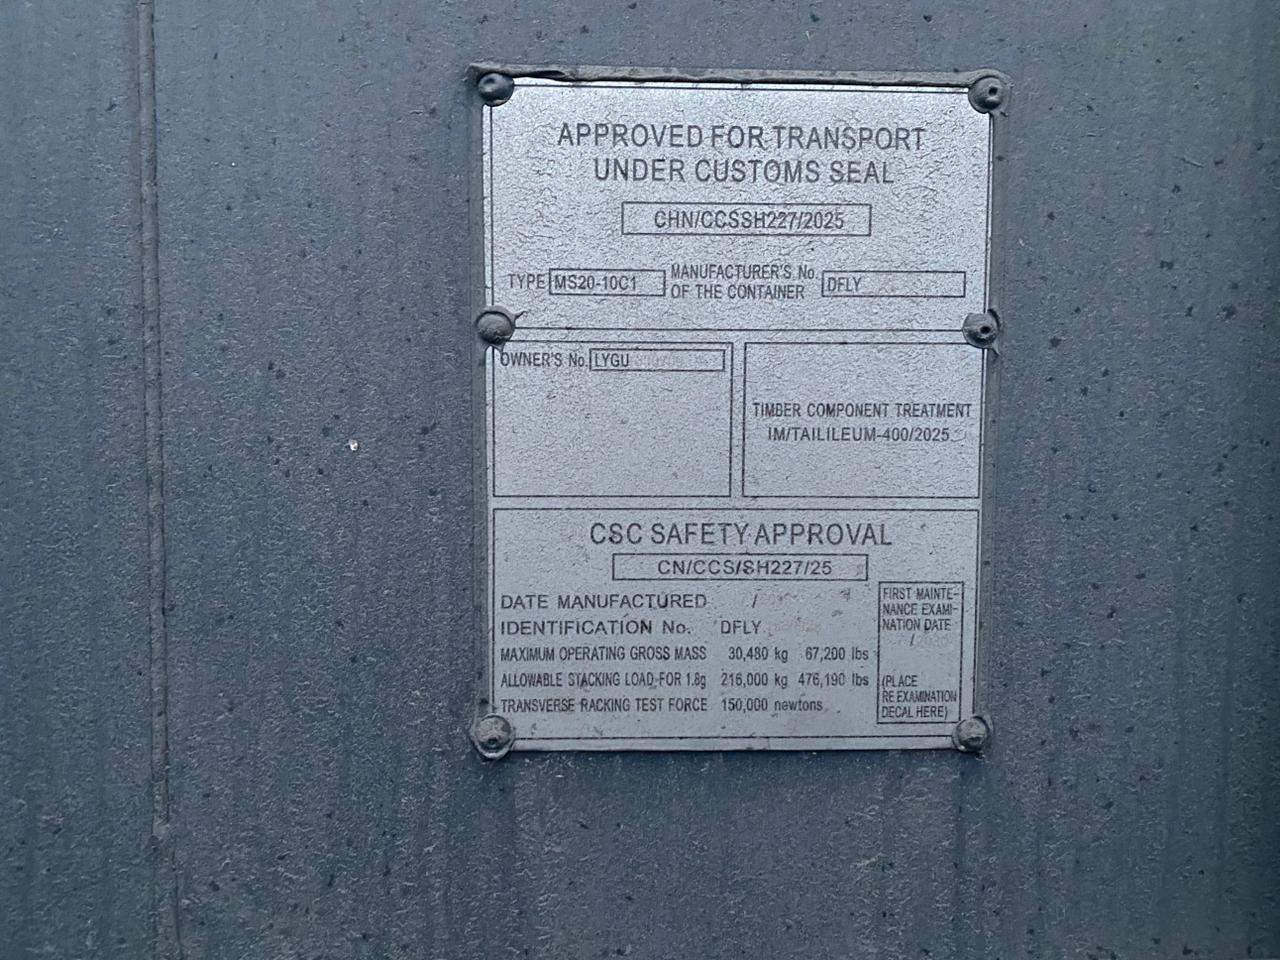 APPROVED FOR TRANSPORT
UNDER CUSTOMS SEAL
CHN/CCSSH227/2025
TYPE MS20-10C1 MANUFACTURER'S No. OF THE CONTAINER DFLY
OWNER'S No. LYGU
TIMBER COMPONENT TREATMENT
IM/TAILILEUM-400/2025
CSC SAFETY APPROVAL
CN/CCS/SH227/25
DATE MANUFACTURED /
IDENTIFICATION No. DFLY
MAXIMUM OPERATING GROSS MASS 30,480 kg 67,200 lbs
ALLOWABLE STACKING LOAD-FOR 1.8g 216,000 kg 476,190 lbs
TRANSVERSE RACKING TEST FORCE 150,000 newtons
FIRST MAINTE-
NANCE EXAMI-
NATION DATE
/
(PLACE
RE EXAMINATION
DECAL HERE)